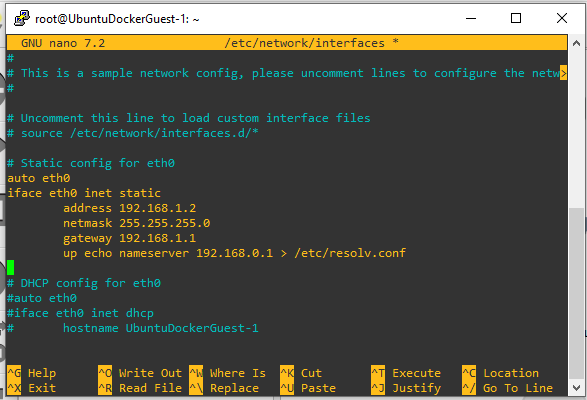 root@UbuntuDockerGuest-1: ~
GNU nano 7.2 /etc/network/interfaces *
#
# This is a sample network config, please uncomment lines to configure the netw>
#
# Uncomment this line to load custom interface files
# source /etc/network/interfaces.d/*
# Static config for eth0
auto eth0
iface eth0 inet static
address 192.168.1.2
netmask 255.255.255.0
gateway 192.168.1.1
up echo nameserver 192.168.0.1 > /etc/resolv.conf
# DHCP config for eth0
#auto eth0
#iface eth0 inet dhcp
# hostname UbuntuDockerGuest-1
^G Help ^O Write Out ^W Where Is ^K Cut ^T Execute ^C Location
^X Exit ^R Read File ^\ Replace ^U Paste ^J Justify ^/ Go To Line